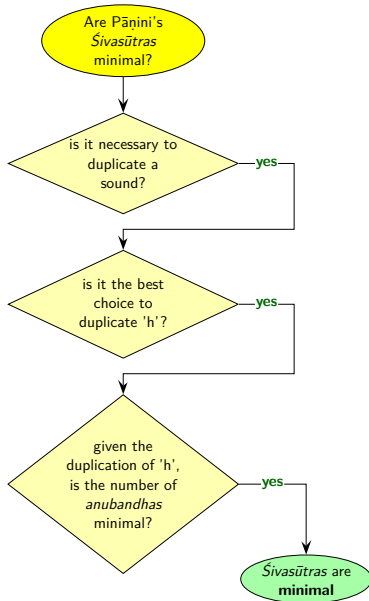 Are Pāṇini's
Śivasūtras
minimal?
is it necessary to
duplicate a
sound?
yes
is it the best
choice to
duplicate 'h'?
yes
given the
duplication of 'h',
is the number of
anubandhas
minimal?
yes
Śivasūtras are
minimal